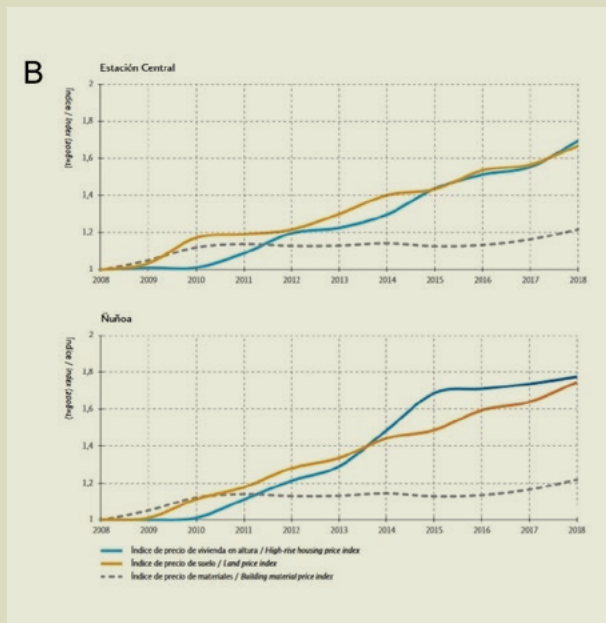 B
Estación Central
Índice / Index (2008=1)
2
1,8
1,6
1,4
1,2
1
2008 2009 2010 2011 2012 2013 2014 2015 2016 2017 2018
Ñuñoa
Índice / Index (2008=1)
2
1,8
1,6
1,4
1,2
1
2008 2009 2010 2011 2012 2013 2014 2015 2016 2017 2018
Índice de precio de vivienda en altura / High-rise housing price index
Índice de precio de suelo / Land price index
Índice de precio de materiales / Building material price index